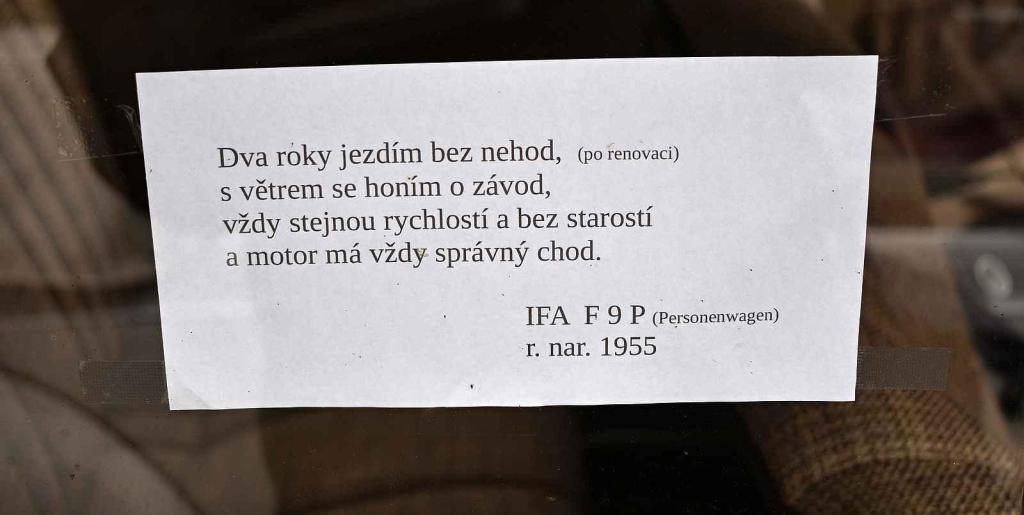 Dva roky jezdím bez nehod, (po renovaci)
s větrem se honím o závod,
vždy stejnou rychlostí a bez starostí
a motor má vždy správný chod.
IFA F 9 P (Personenwagen)
r. nar. 1955